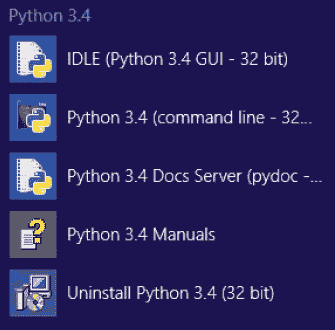 Python 3.4
IDLE (Python 3.4 GUI - 32 bit)
Python 3.4 (command line - 32...
Python 3.4 Docs Server (pydoc -...
Python 3.4 Manuals
Uninstall Python 3.4 (32 bit)